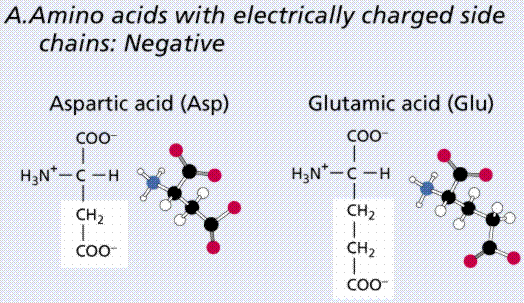 A.Amino acids with electrically charged side
chains: Negative
Aspartic acid (Asp)
COO⁻
H₃N⁺–C–H
CH₂
COO⁻
Glutamic acid (Glu)
COO⁻
H₃N⁺–C–H
CH₂
CH₂
COO⁻